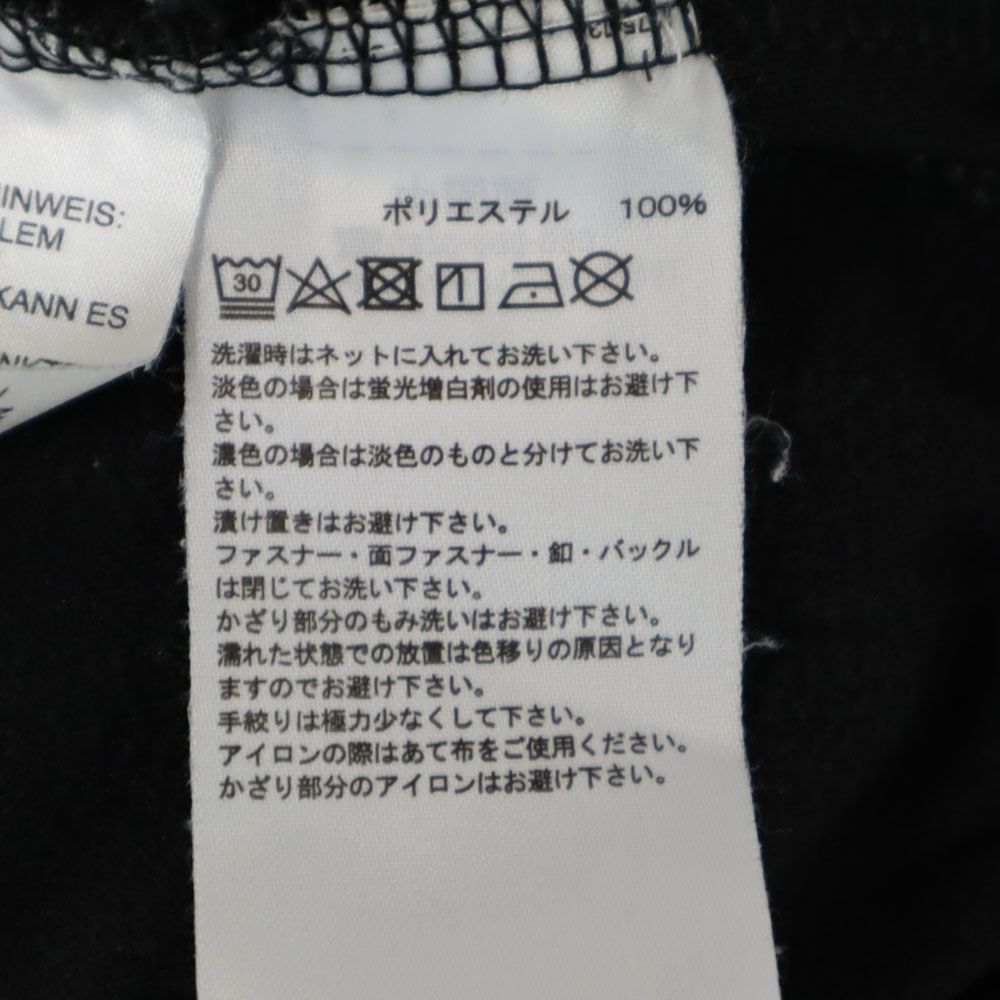 INWEIS:
LEM
KANN ES
ポリエステル 100%
30
洗濯時はネットに入れてお洗い下さい。
淡色の場合は蛍光増白剤の使用はお避け下
さい。
濃色の場合は淡色のものと分けてお洗い下
さい。
漬け置きはお避け下さい。
ファスナー・面ファスナー・釦・バックル
は閉じてお洗い下さい。
かざり部分のもみ洗いはお避け下さい。
濡れた状態での放置は色移りの原因となり
ますのでお避け下さい。
手絞りは極力少なくして下さい。
アイロンの際はあて布をご使用ください。
かざり部分のアイロンはお避け下さい。